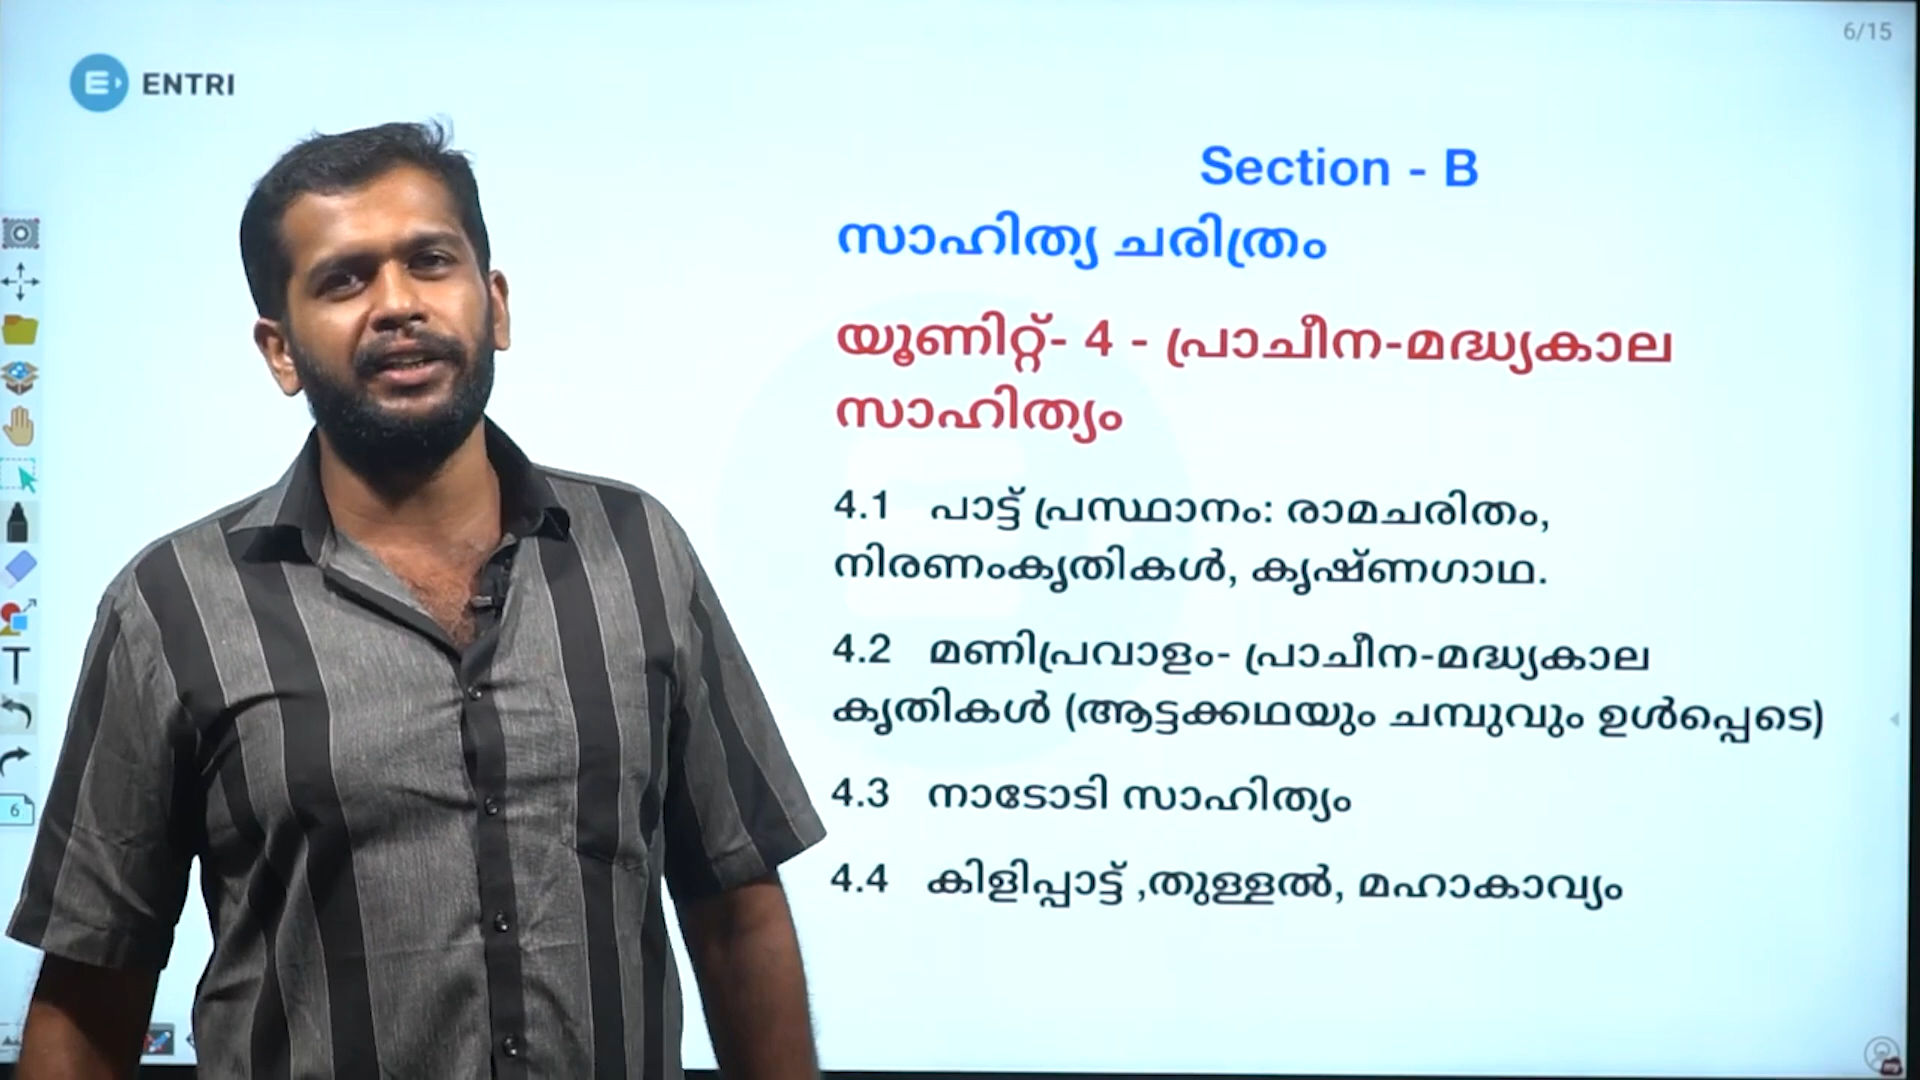 6/15
ENTRI
Section - B
സാഹിത്യ ചരിത്രം
യൂണിറ്റ്- 4 - പ്രാചീന-മദ്ധ്യകാല
സാഹിത്യം
4.1 പാട്ട് പ്രസ്ഥാനം: രാമചരിതം,
നിരണംകൃതികൾ, കൃഷ്ണഗാഥ.
4.2 മണിപ്രവാളം- പ്രാചീന-മദ്ധ്യകാല
കൃതികൾ (ആട്ടക്കഥയും ചമ്പുവും ഉൾപ്പെടെ)
4.3 നാടോടി സാഹിത്യം
4.4 കിളിപ്പാട്ട് ,തുള്ളൽ, മഹാകാവ്യം
T
6